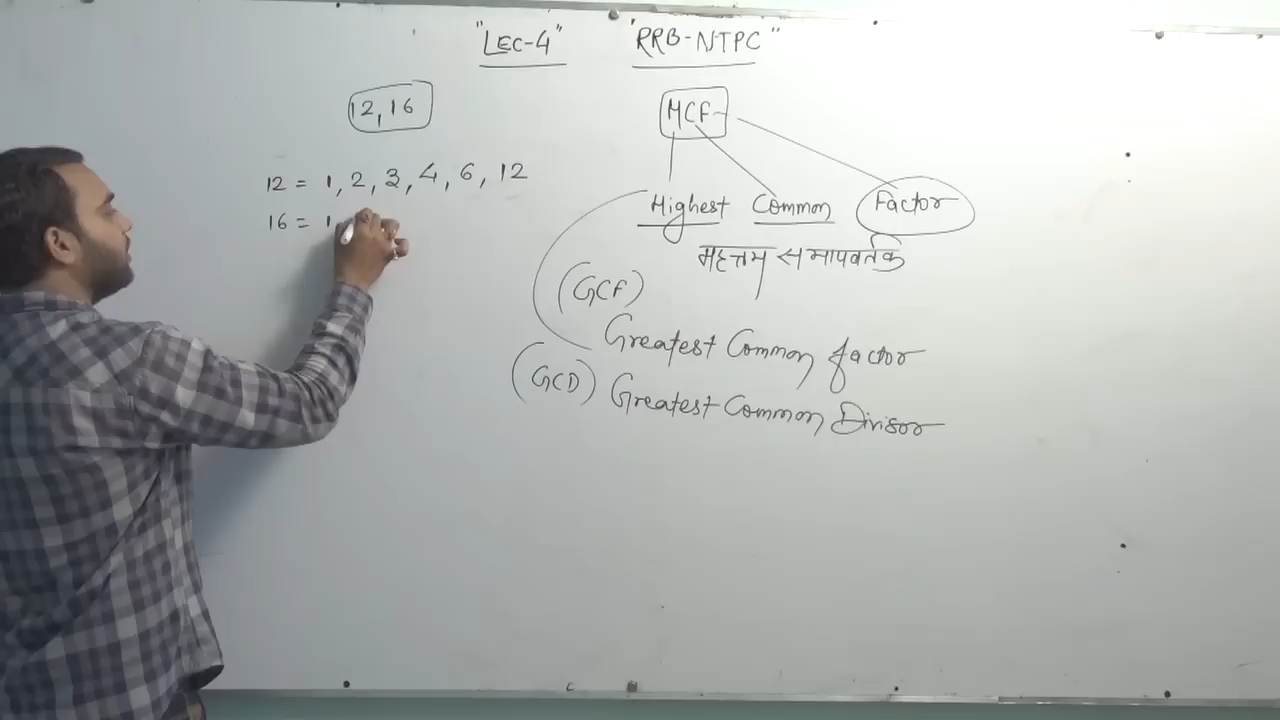 "LEC-4" "RRB-NTPC"
12, 16
HCF
12 = 1, 2, 3, 4, 6, 12
16 = 1,
Highest Common Factor
महत्तम समापवर्तक
(GCF)
Greatest Common factor
(GCD) Greatest Common Divisor